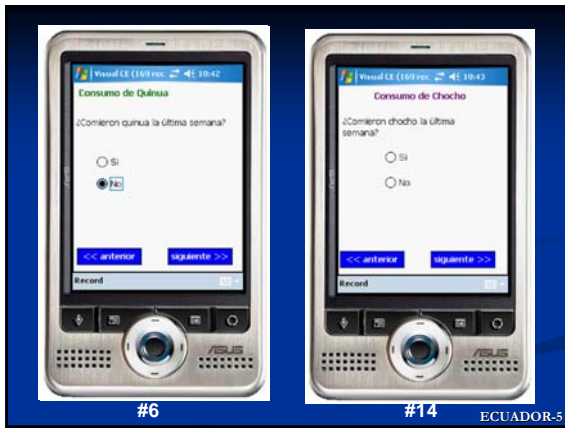 Visual CE (169 rec 10:42
Consumo de Quinua
¿Comieron quinua la última semana?
Si
No
<< anterior
siguiente >>
Record
ASUS
#6
Visual CE (169 rec 10:43
Consumo de Chocho
¿Comieron chocho la última
semana?
Si
No
<< anterior
siguiente >>
Record
ASUS
#14
ECUADOR-5